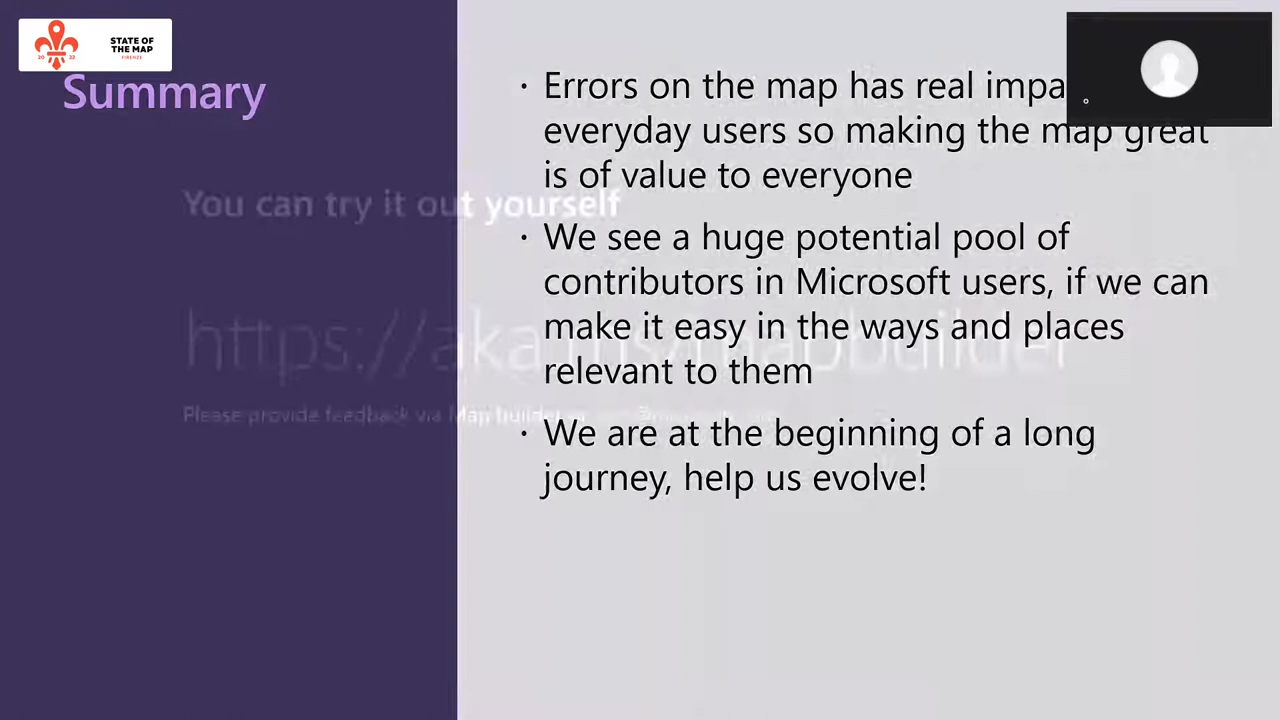 STATE OF
THE MAP
20 22
FIRENZE
Summary
· Errors on the map has real impa
everyday users so making the map great
is of value to everyone
You can try it out yourself
· We see a huge potential pool of
contributors in Microsoft users, if we can
make it easy in the ways and places
relevant to them
https://aka.ms/mapbuilder
Please provide feedback via Map builder
· We are at the beginning of a long
journey, help us evolve!